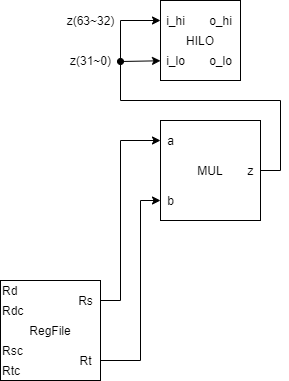 z(63~32) i_hi o_hi
HILO
z(31~0) i_lo o_lo
a
MUL z
b
Rd
Rs
Rdc
RegFile
Rsc
Rt
Rtc